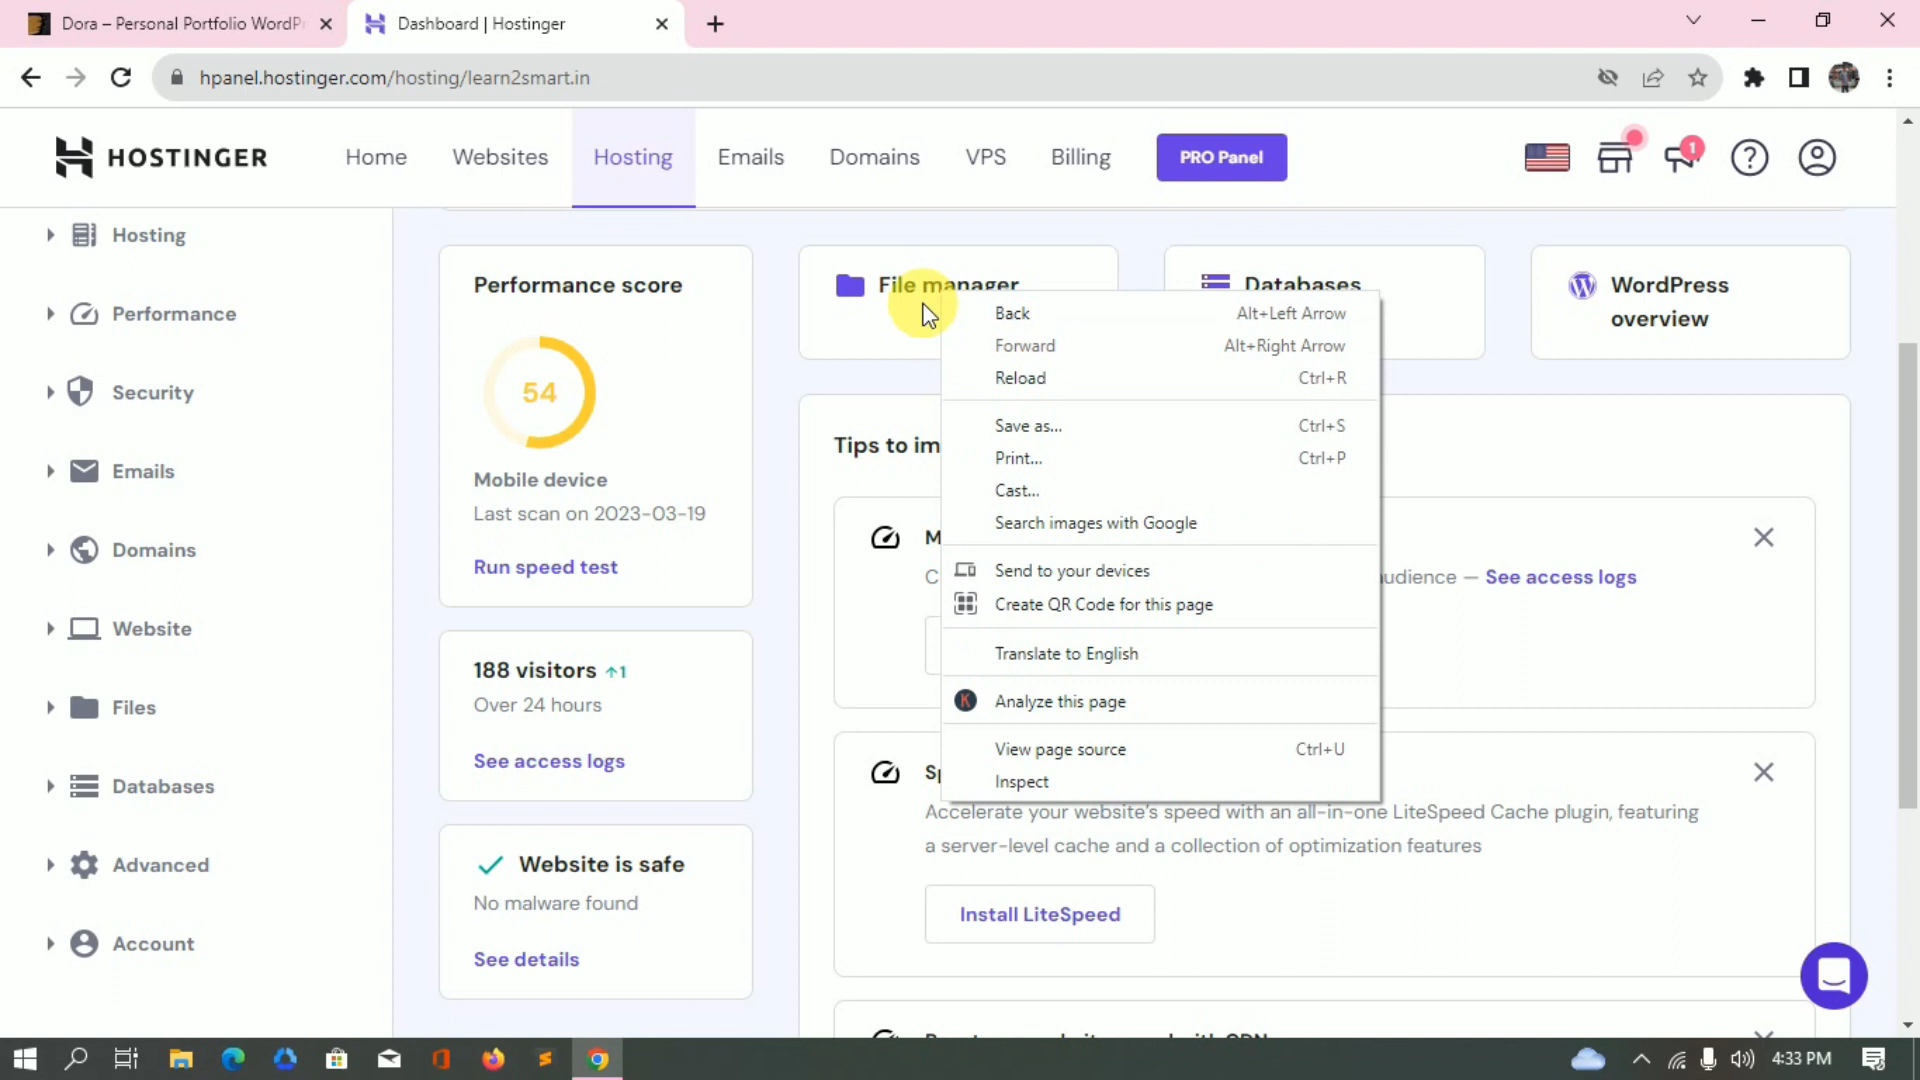 Dora – Personal Portfolio WordPr
Dashboard | Hostinger
hpanel.hostinger.com/hosting/learn2smart.in
HOSTINGER
Home
Websites
Hosting
Emails
Domains
VPS
Billing
PRO Panel
1
Hosting
Performance
Security
Emails
Domains
Website
Files
Databases
Advanced
Account
Performance score
54
Mobile device
Last scan on 2023-03-19
Run speed test
188 visitors 1
Over 24 hours
See access logs
Website is safe
No malware found
See details
File manager
Databases
WordPress
overview
Tips to im
M
C
audience — See access logs
Sp
Accelerate your website's speed with an all-in-one LiteSpeed Cache plugin, featuring
a server-level cache and a collection of optimization features
Install LiteSpeed
Back Alt+Left Arrow
Forward Alt+Right Arrow
Reload Ctrl+R
Save as... Ctrl+S
Print... Ctrl+P
Cast...
Search images with Google
Send to your devices
Create QR Code for this page
Translate to English
K Analyze this page
View page source Ctrl+U
Inspect
4:33 PM